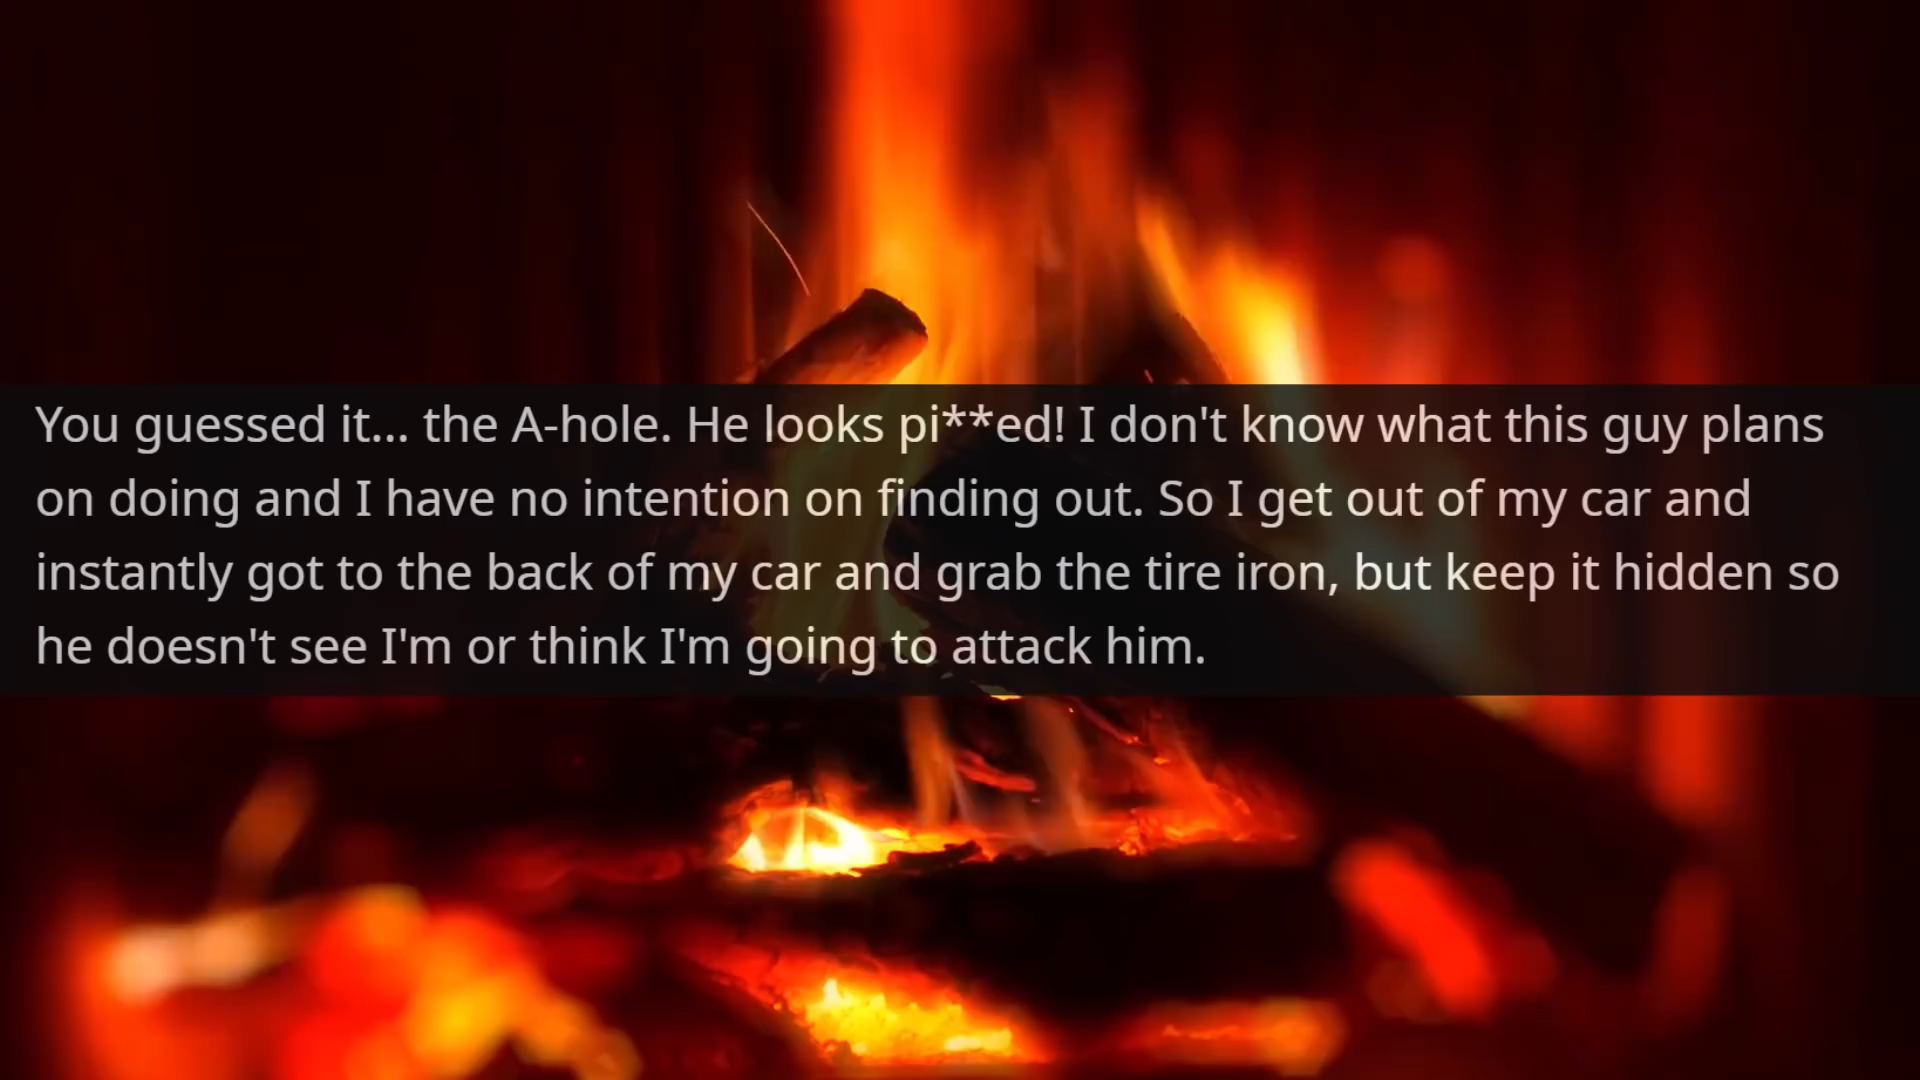 You guessed it... the A-hole. He looks pi**ed! I don't know what this guy plans
on doing and I have no intention on finding out. So I get out of my car and
instantly got to the back of my car and grab the tire iron, but keep it hidden so
he doesn't see I'm or think I'm going to attack him.